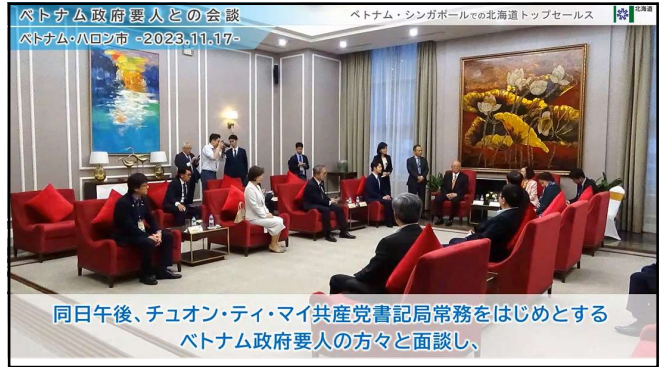 ベトナム政府要人との会談
ベトナム・シンガポールでの北海道トップセールス
北海道
ベトナム・ハロン市 -2023.11.17-
同日午後、チュオン・ティ・マイ共産党書記局常務をはじめとする
ベトナム政府要人の方々と面談し、